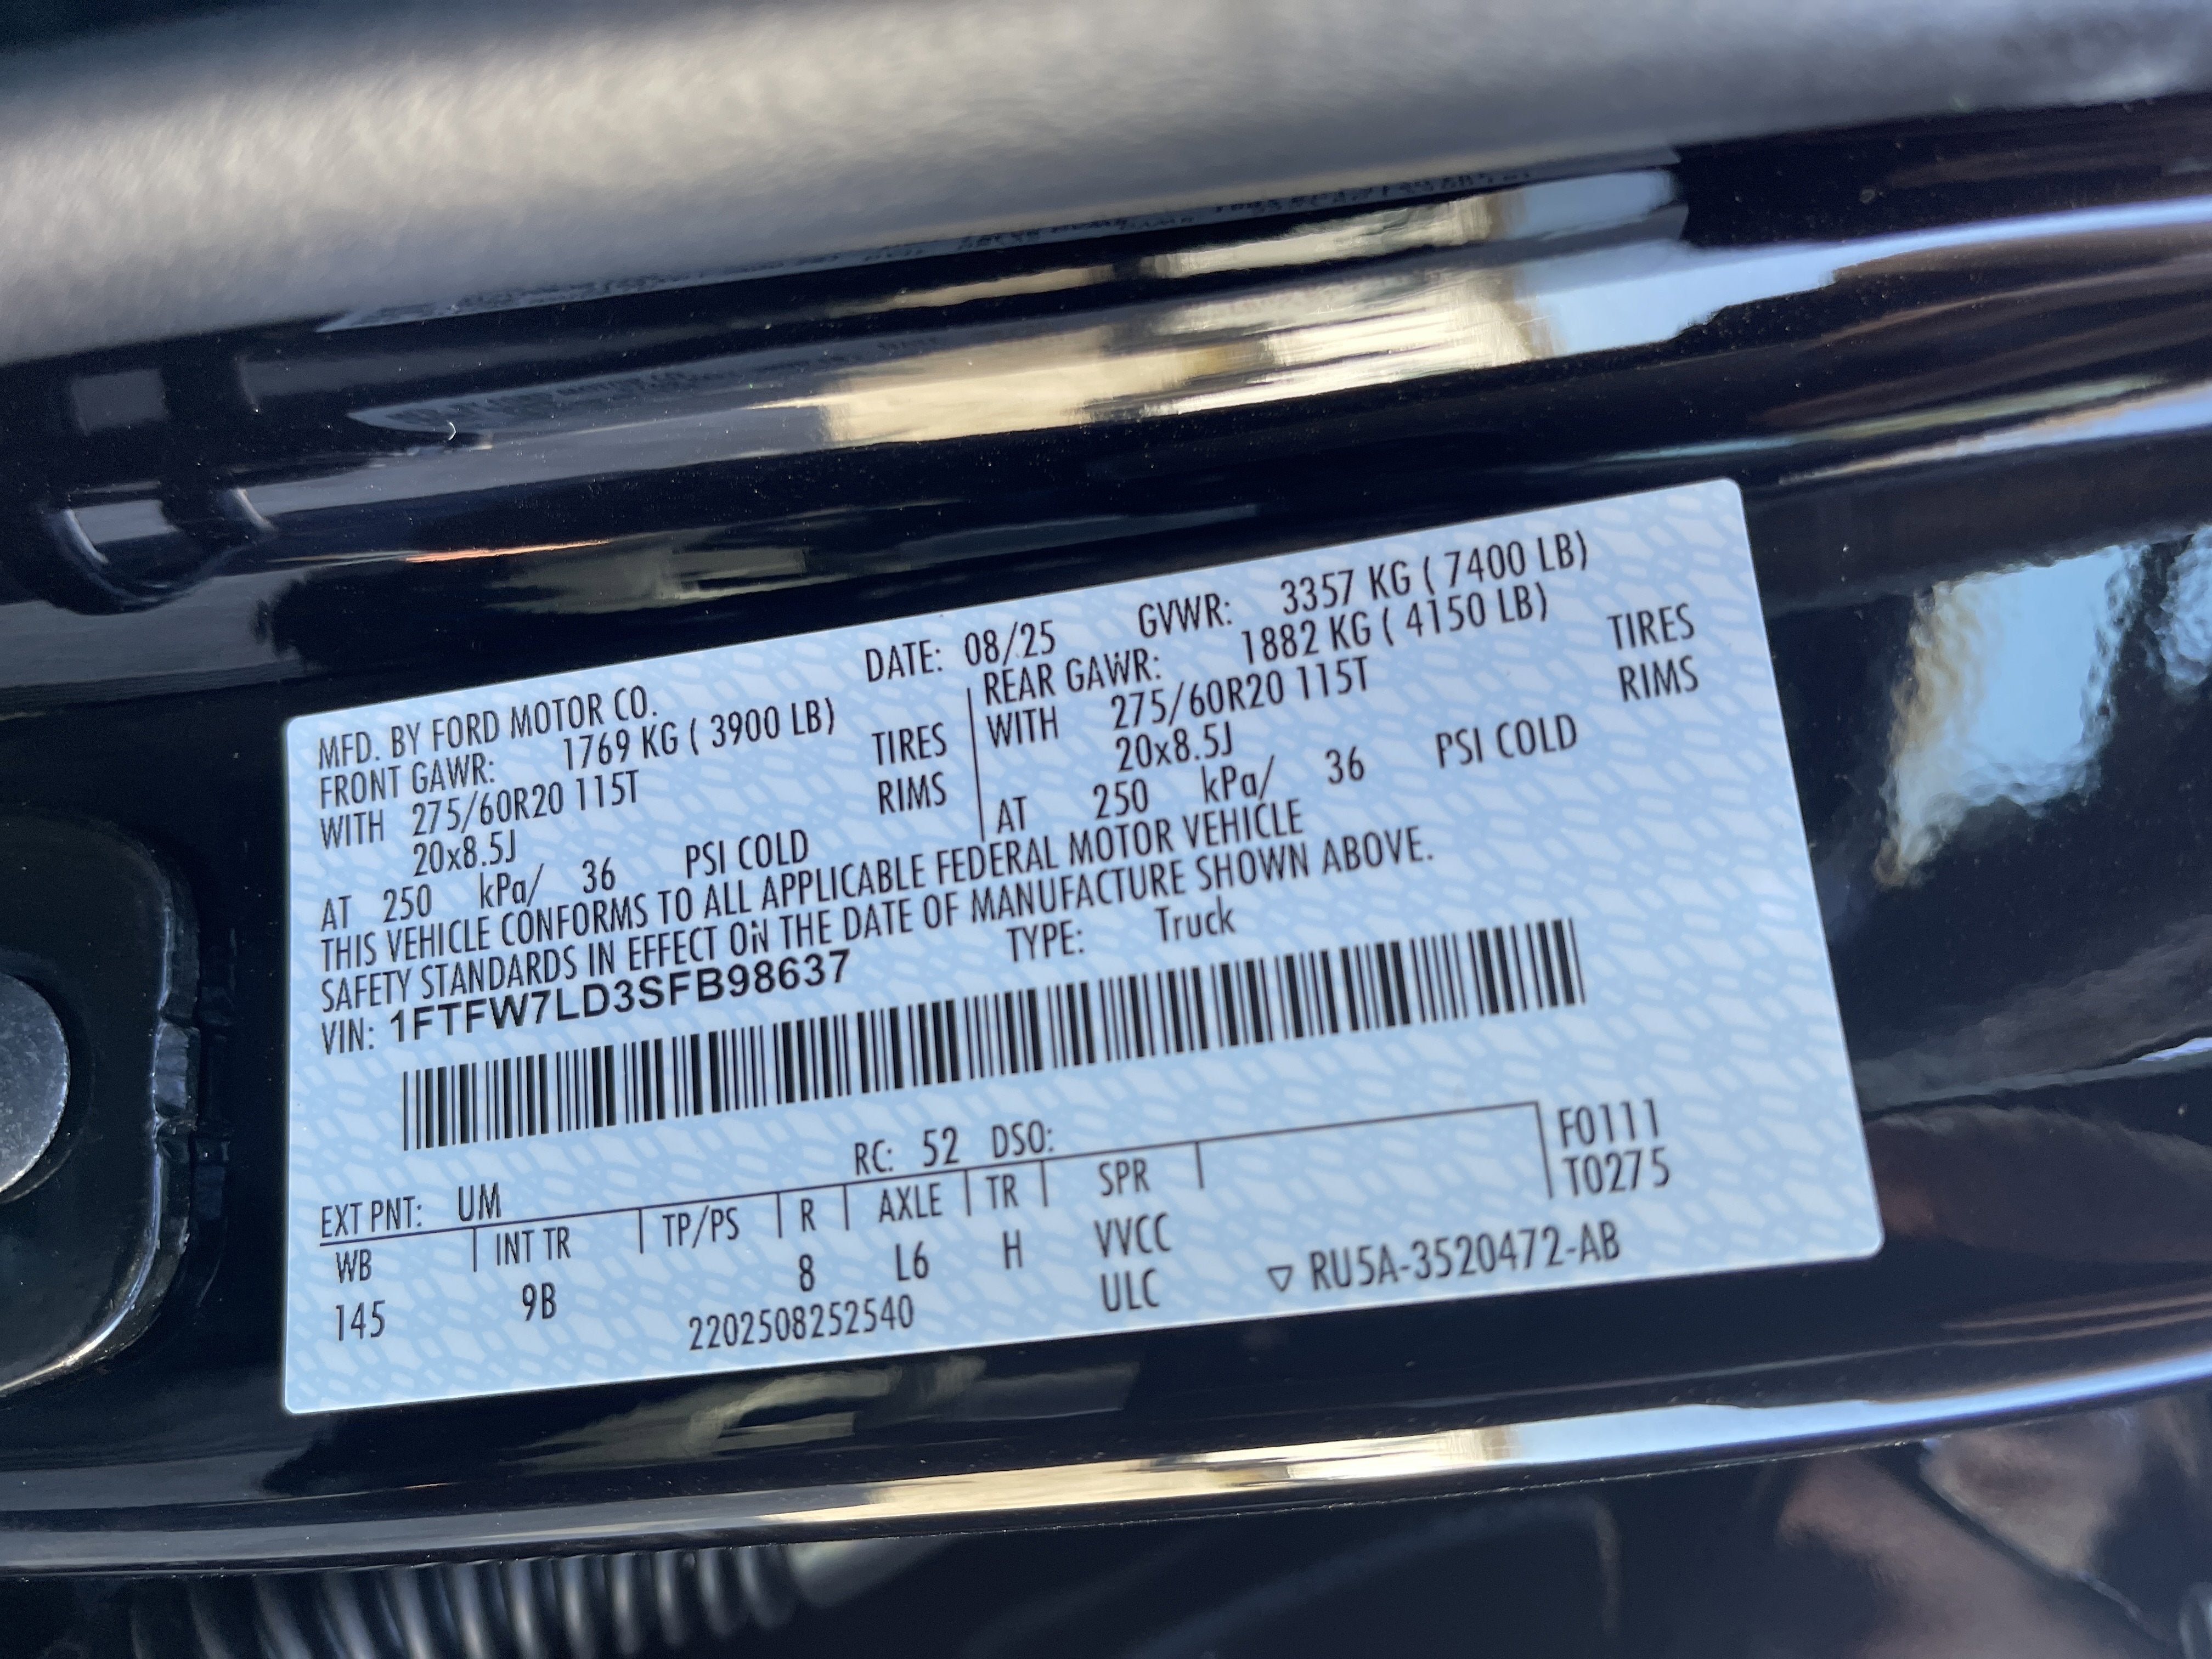 MFD. BY FORD MOTOR CO. DATE: 08/25 GVWR: 3357 KG ( 7400 LB)
FRONT GAWR: 1769 KG ( 3900 LB) REAR GAWR: 1882 KG ( 4150 LB)
WITH 275/60R20 115T TIRES WITH 275/60R20 115T TIRES
20x8.5J RIMS 20x8.5J RIMS
AT 250 kPa/ 36 PSI COLD AT 250 kPa/ 36 PSI COLD
THIS VEHICLE CONFORMS TO ALL APPLICABLE FEDERAL MOTOR VEHICLE
SAFETY STANDARDS IN EFFECT ON THE DATE OF MANUFACTURE SHOWN ABOVE.
VIN: 1FTFW7LD3SFB98637 TYPE: Truck
F0111
EXT PNT: UM RC: 52 DSO: T0275
WB INT TR TP/PS R AXLE TR SPR
145 9B 8 L6 H VVCC
2202508252540 ULC ▽ RU5A-3520472-AB